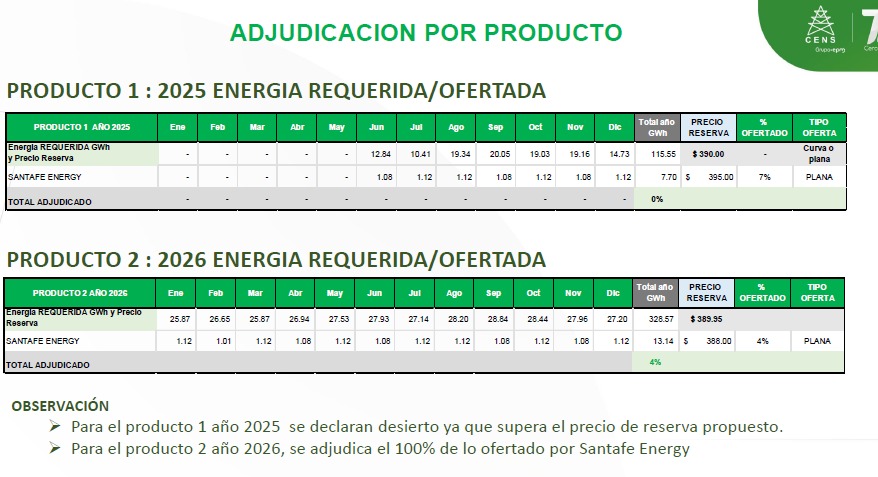 ADJUDICACION POR PRODUCTO
CENS
Grupo·epm
PRODUCTO 1 : 2025 ENERGIA REQUERIDA/OFERTADA
PRODUCTO 1 AÑO 2025 Ene Feb Mar Abr May Jun Jul Ago Sep Oct Nov Dic Total año GWh PRECIO RESERVA % OFERTADO TIPO OFERTA
Energia REQUERIDA GWh y Precio Reserva - - - - - 12.84 10.41 19.34 20.05 19.03 19.16 14.73 115.55 $ 390.00 - Curva o plana
SANTAFE ENERGY - - - - - 1.08 1.12 1.12 1.08 1.12 1.08 1.12 7.70 $ 395.00 7% PLANA
TOTAL ADJUDICADO - - - - - - - - - - - - 0%
PRODUCTO 2 : 2026 ENERGIA REQUERIDA/OFERTADA
PRODUCTO 2 AÑO 2026 Ene Feb Mar Abr May Jun Jul Ago Sep Oct Nov Dic Total año GWh PRECIO RESERVA % OFERTADO TIPO OFERTA
Energia REQUERIDA GWh y Precio Reserva 25.87 26.65 25.87 26.94 27.53 27.93 27.14 28.20 28.84 28.44 27.96 27.20 328.57 $ 389.95
SANTAFE ENERGY 1.12 1.01 1.12 1.08 1.12 1.08 1.12 1.12 1.08 1.12 1.08 1.12 13.14 $ 388.00 4% PLANA
TOTAL ADJUDICADO 4%
OBSERVACIÓN
➢ Para el producto 1 año 2025 se declaran desierto ya que supera el precio de reserva propuesto.
➢ Para el producto 2 año 2026, se adjudica el 100% de lo ofertado por Santafe Energy